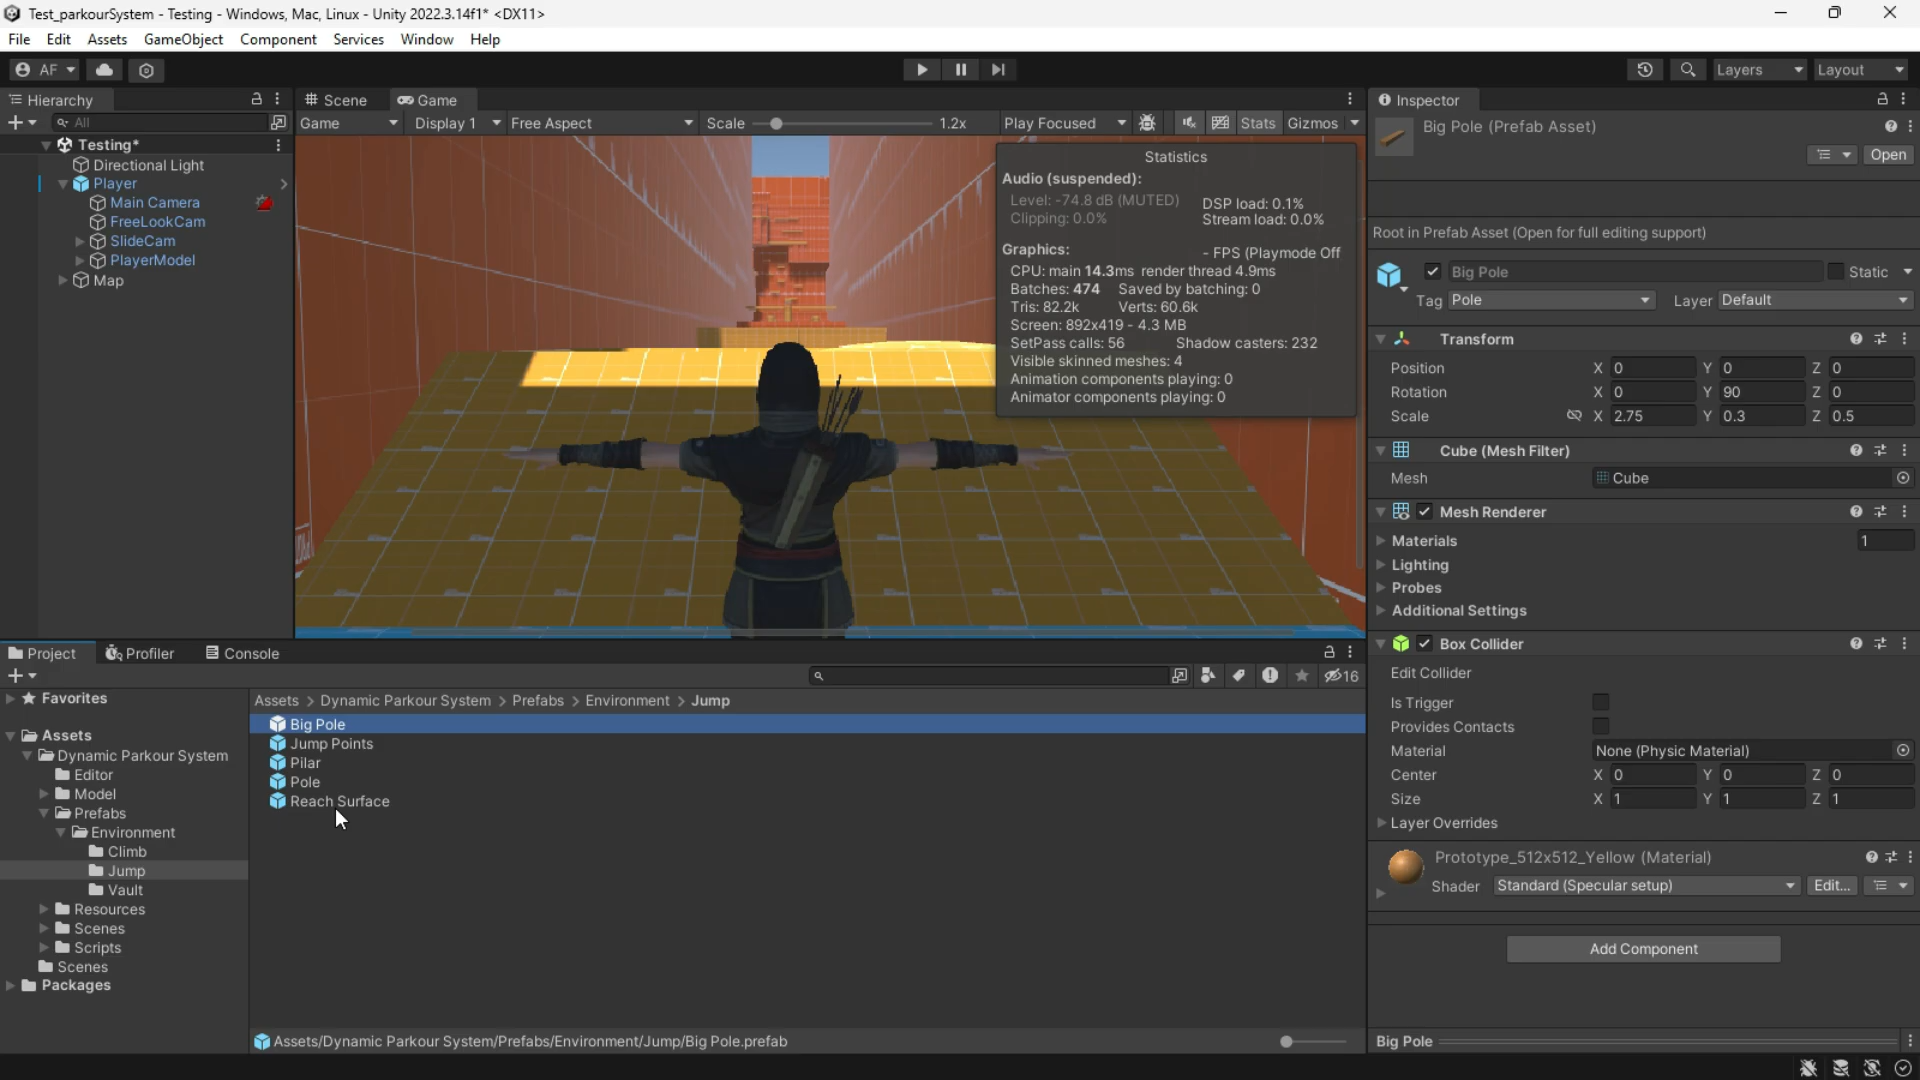 Test_parkourSystem - Testing - Windows, Mac, Linux - Unity 2022.3.14f1* <DX11>
File Edit Assets GameObject Component Services Window Help
AF Layers Layout
Hierarchy
All
Testing*
Directional Light
Player
Main Camera
FreeLookCam
SlideCam
PlayerModel
Map
Scene Game
Game Display 1 Free Aspect Scale 1.2x Play Focused Stats Gizmos
Statistics
Audio (suspended):
Level: -74.8 dB (MUTED) DSP load: 0.1%
Clipping: 0.0% Stream load: 0.0%
Graphics: - FPS (Playmode Off
CPU: main 14.3ms render thread 4.9ms
Batches: 474 Saved by batching: 0
Tris: 82.2k Verts: 60.6k
Screen: 892x419 - 4.3 MB
SetPass calls: 56 Shadow casters: 232
Visible skinned meshes: 4
Animation components playing: 0
Animator components playing: 0
Project Profiler Console
16
Favorites
Assets
Dynamic Parkour System
Editor
Model
Prefabs
Environment
Climb
Jump
Vault
Resources
Scenes
Scripts
Scenes
Packages
Assets > Dynamic Parkour System > Prefabs > Environment > Jump
Big Pole
Jump Points
Pilar
Pole
Reach Surface
Assets/Dynamic Parkour System/Prefabs/Environment/Jump/Big Pole.prefab
Inspector
Big Pole (Prefab Asset)
Open
Root in Prefab Asset (Open for full editing support)
Big Pole Static
Tag Pole Layer Default
Transform
Position X 0 Y 0 Z 0
Rotation X 0 Y 90 Z 0
Scale X 2.75 Y 0.3 Z 0.5
Cube (Mesh Filter)
Mesh Cube
Mesh Renderer
Materials 1
Lighting
Probes
Additional Settings
Box Collider
Edit Collider
Is Trigger
Provides Contacts
Material None (Physic Material)
Center X 0 Y 0 Z 0
Size X 1 Y 1 Z 1
Layer Overrides
Prototype_512x512_Yellow (Material)
Shader Standard (Specular setup) Edit...
Add Component
Big Pole